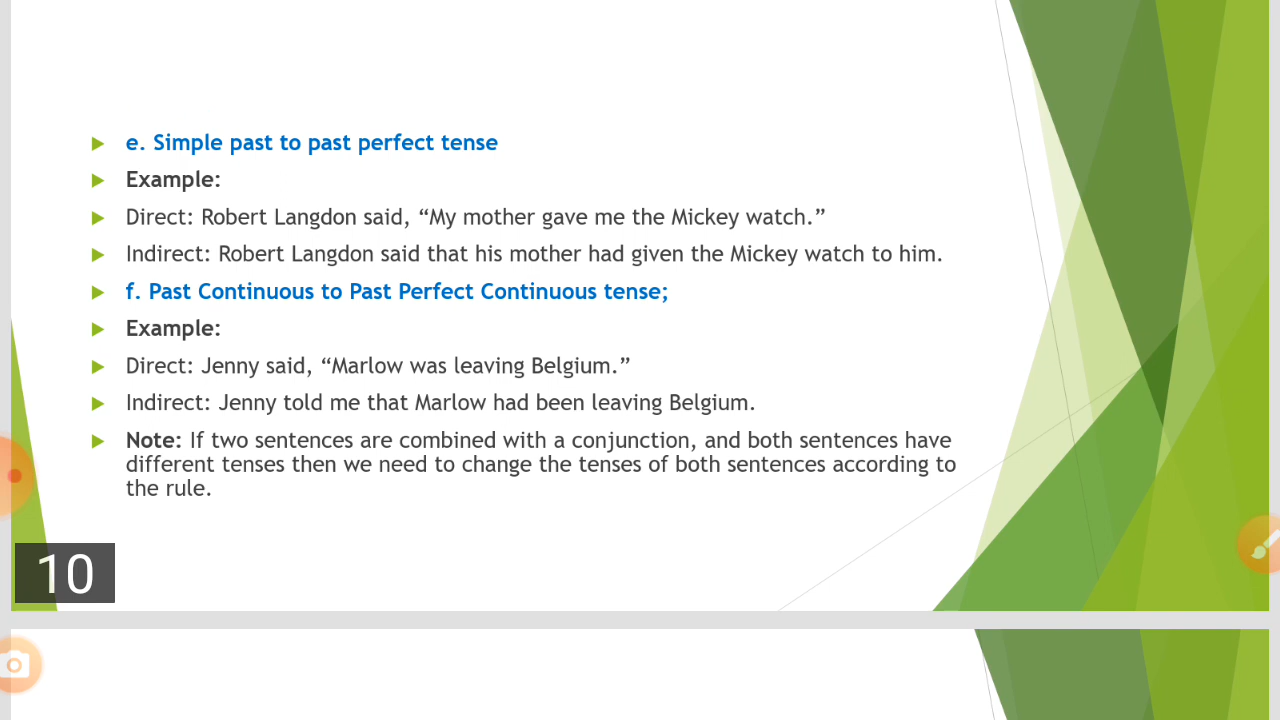 e. Simple past to past perfect tense
Example:
Direct: Robert Langdon said, “My mother gave me the Mickey watch.”
Indirect: Robert Langdon said that his mother had given the Mickey watch to him.
f. Past Continuous to Past Perfect Continuous tense;
Example:
Direct: Jenny said, “Marlow was leaving Belgium.”
Indirect: Jenny told me that Marlow had been leaving Belgium.
Note: If two sentences are combined with a conjunction, and both sentences have
different tenses then we need to change the tenses of both sentences according to
the rule.
10